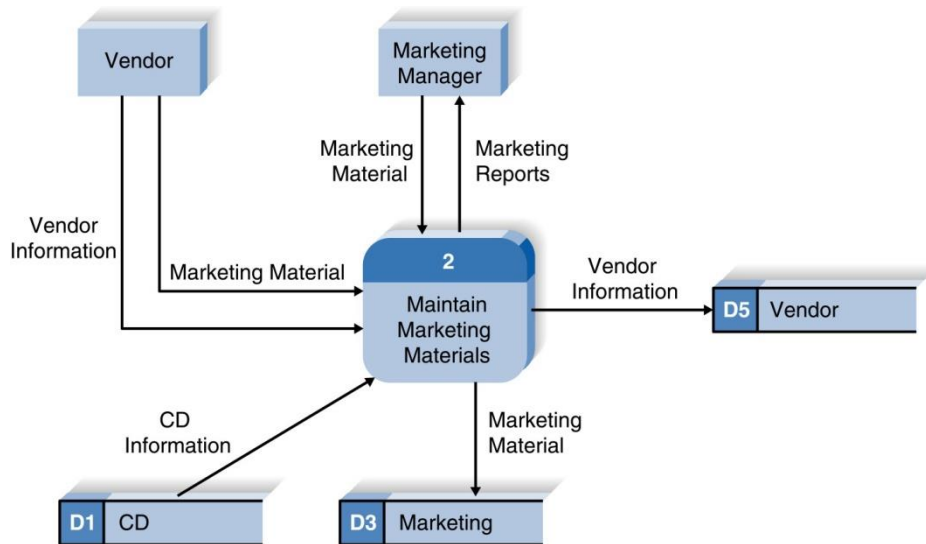 Vendor
Marketing
Manager
Marketing
Material
Marketing
Reports
Vendor
Information
Marketing Material
2
Maintain
Marketing
Materials
Vendor
Information
D5 Vendor
CD
Information
Marketing
Material
D1 CD
D3 Marketing